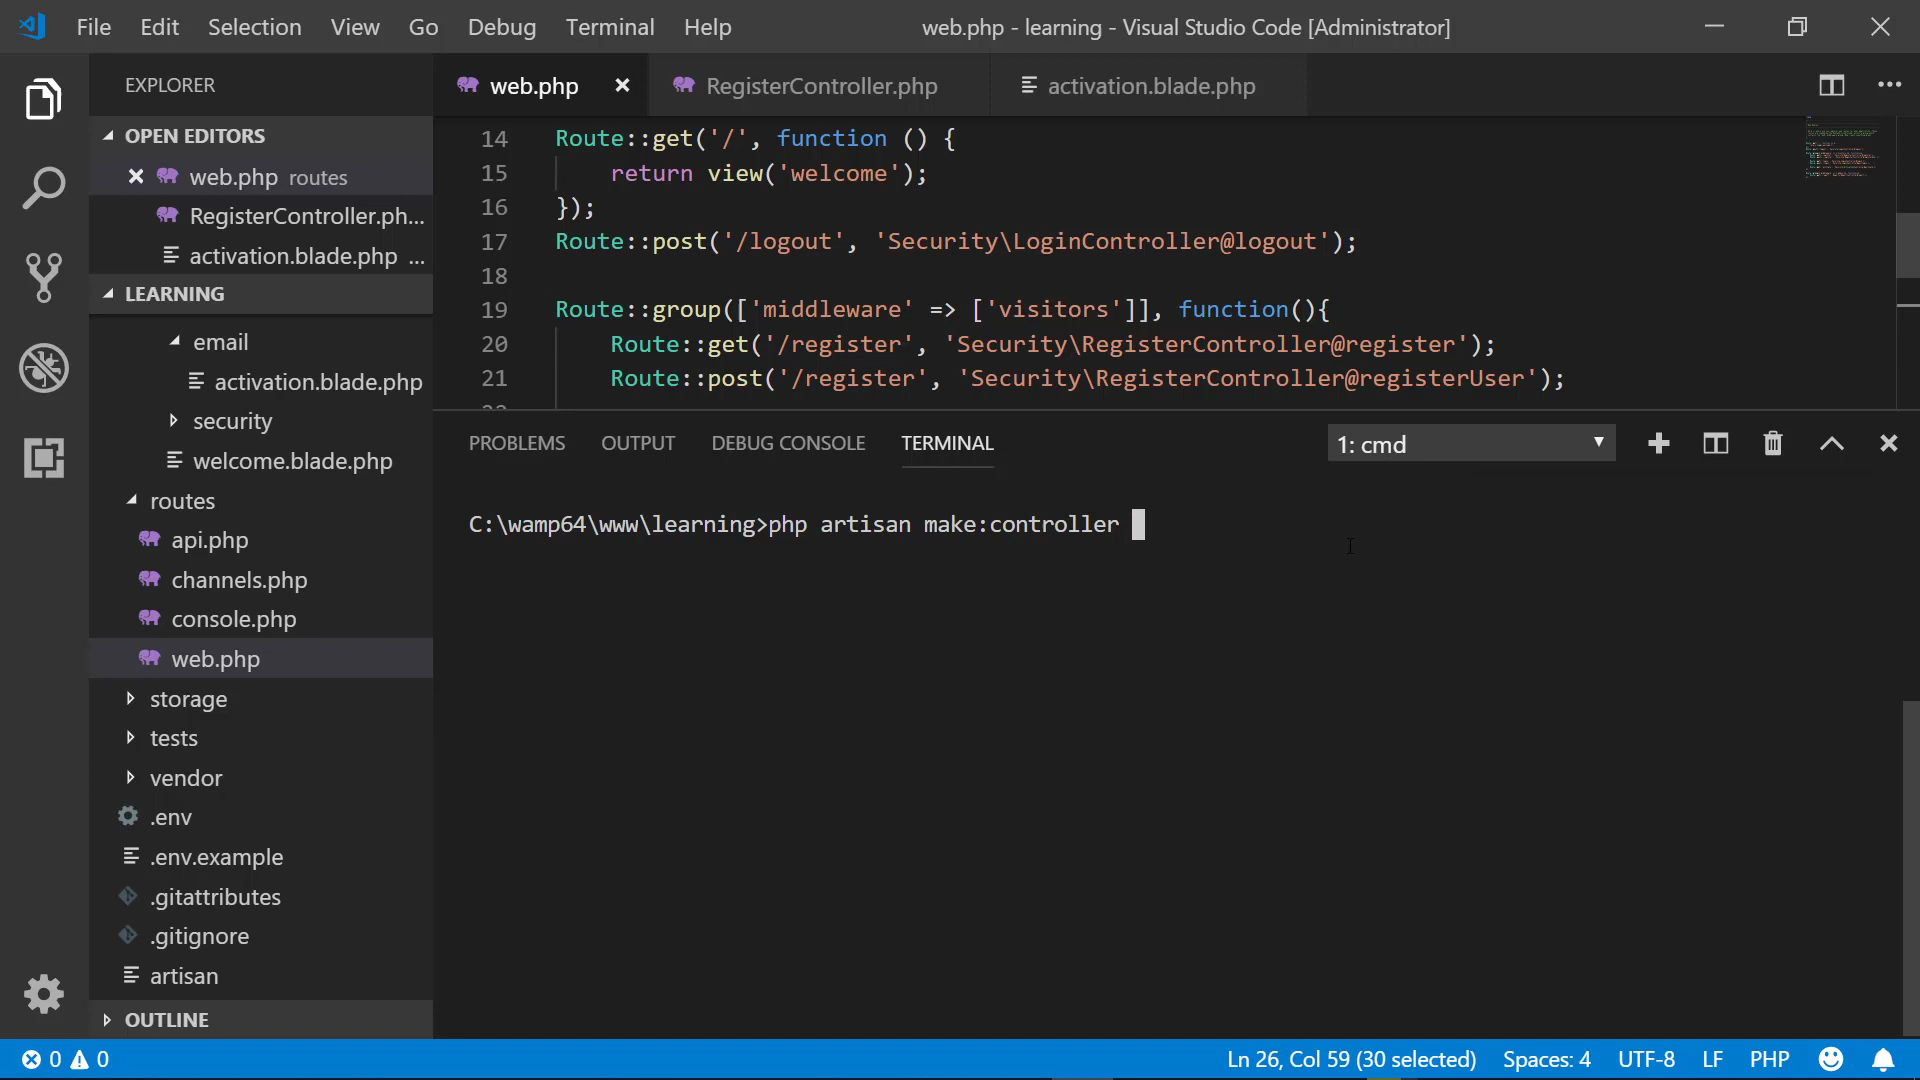 File Edit Selection View Go Debug Terminal Help
web.php - learning - Visual Studio Code [Administrator]
EXPLORER
OPEN EDITORS
web.php routes
RegisterController.ph...
activation.blade.php ...
LEARNING
email
activation.blade.php
security
welcome.blade.php
routes
api.php
channels.php
console.php
web.php
storage
tests
vendor
.env
.env.example
.gitattributes
.gitignore
artisan
OUTLINE
web.php
RegisterController.php
activation.blade.php
14 Route::get('/', function () {
15 return view('welcome');
16 });
17 Route::post('/logout', 'Security\LoginController@logout');
18
19 Route::group(['middleware' => ['visitors']], function(){
20 Route::get('/register', 'Security\RegisterController@register');
21 Route::post('/register', 'Security\RegisterController@registerUser');
PROBLEMS OUTPUT DEBUG CONSOLE TERMINAL
1: cmd
C:\wamp64\www\learning>php artisan make:controller
0 0
Ln 26, Col 59 (30 selected) Spaces: 4 UTF-8 LF PHP